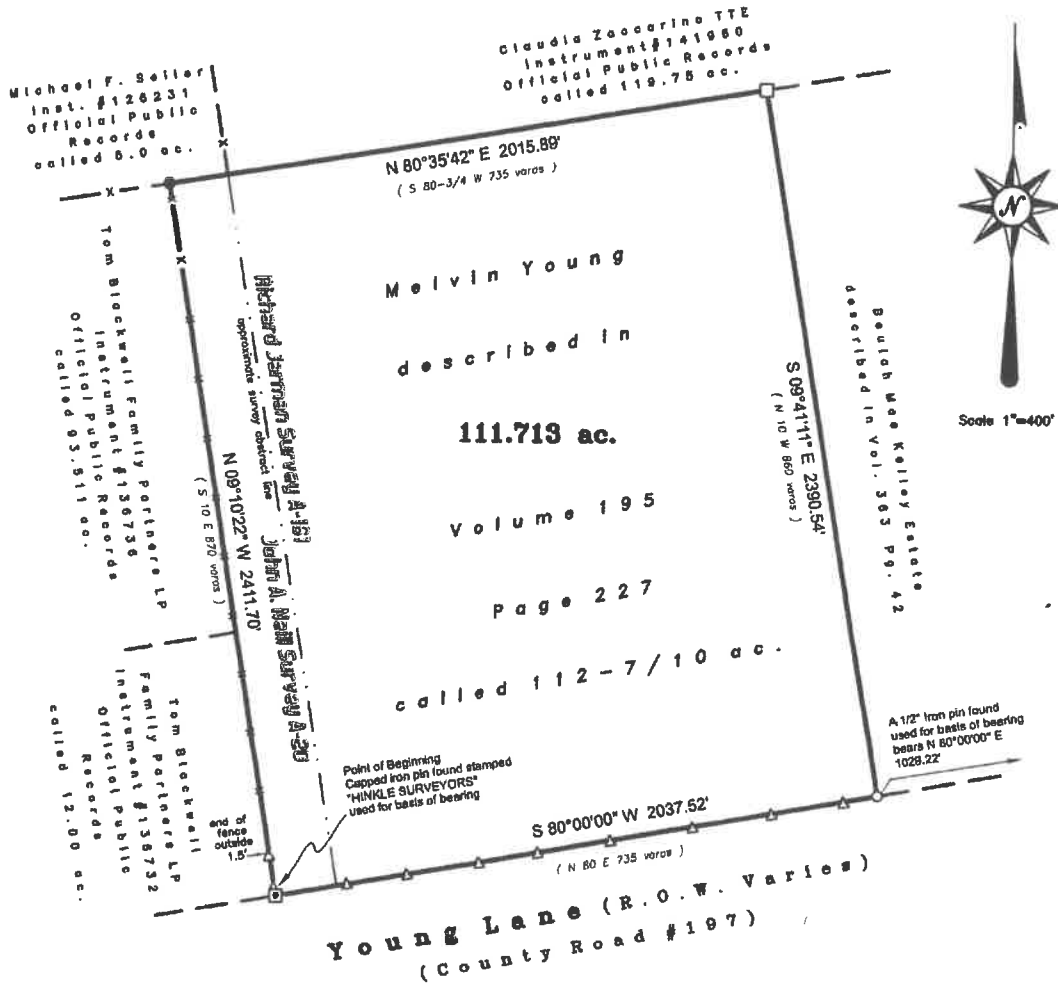 Claudia Zaccarino TTE
Instrument#141960
Official Public Records
called 119.75 ac.
Michael F. Seiler
Inst. #126231
Official Public
Records
called 5.0 ac.
N 80°35'42" E 2015.89'
( S 80-3/4 W 735 varas )
N
Scale 1"=400'
Tom Blackwell Family Partners LP
Instrument #136736
Official Public Records
called 93.511 ac.
N 09°10'22" W 2411.70'
( S 10 E 870 varas )
Richard Jarman Survey
approximate survey abstract line
John A.
Melvin Young
described in
111.713 ac.
Volume 195
Page 227
called 112-7/10 ac.
S 09°41'11" E 2390.54'
( N 10 W 860 varas )
Beulah Mae Kelley Estate
described in Vol. 363 Pg. 42
Tom Blackwell
Family Partners LP
Instrument
Official Public
Records
called 12.00 ac.
end of
fence
outside
1.5'
Point of Beginning
Capped iron pin found stamped
"HINKLE SURVEYORS"
used for basis of bearing
A 1/2" iron pin found
used for basis of bearing
bears N 80°00'00" E
1028.22'
S 80°00'00" W 2037.52'
( N 80 E 735 varas )
Young Lane (R.O.W. Varies)
(County Road #197)